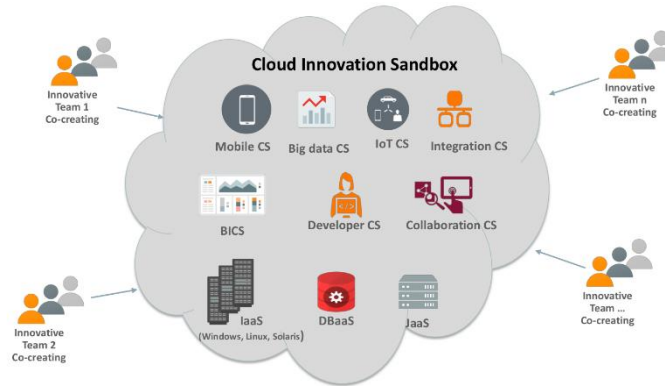 Cloud Innovation Sandbox
Innovative
Team 1
Co-creating
Innovative
Team n
Co-creating
Mobile CS
Big data CS
IoT CS
Integration CS
BICS
Developer CS
Collaboration CS
IaaS
(Windows, Linux, Solaris)
DBaaS
JaaS
Innovative
Team 2
Co-creating
Innovative
Team ...
Co-creating